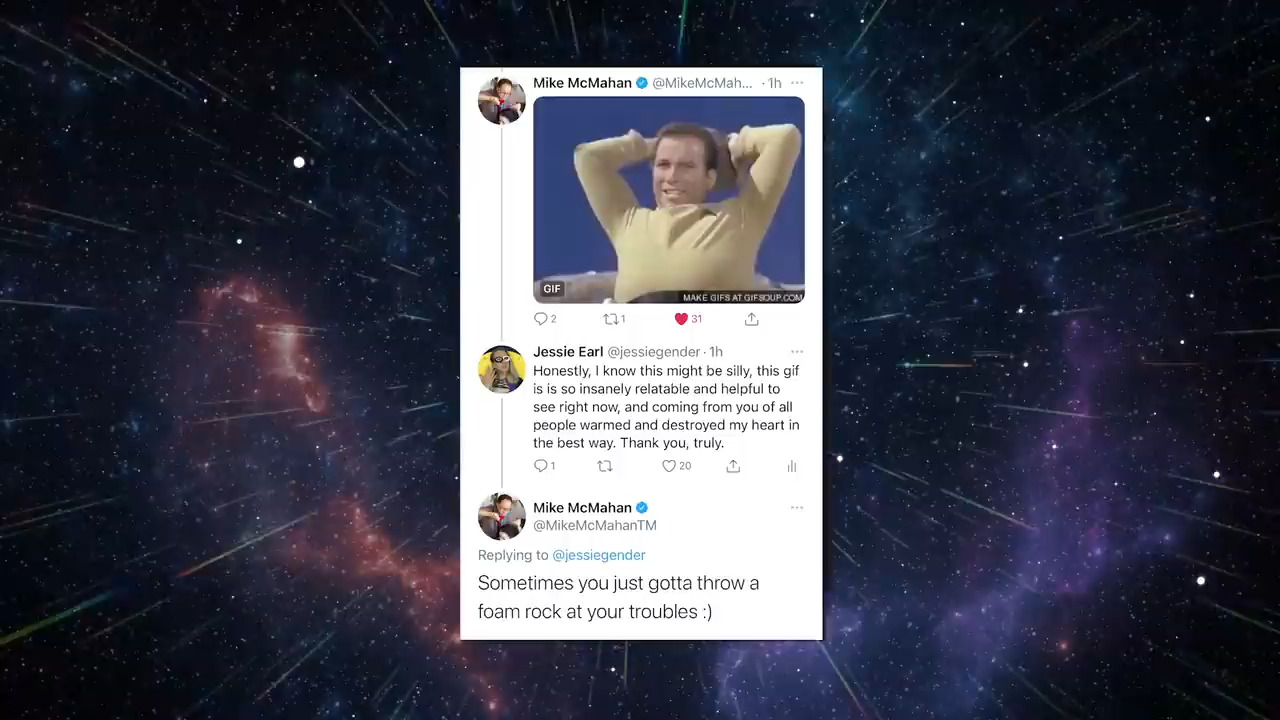 Mike McMahan @MikeMcMah... · 1h ···
GIF
MAKE GIFS AT GIFSOUP.COM
2 1 31
Jessie Earl @jessiegender · 1h ···
Honestly, I know this might be silly, this gif
is is so insanely relatable and helpful to
see right now, and coming from you of all
people warmed and destroyed my heart in
the best way. Thank you, truly.
1 20
Mike McMahan ···
@MikeMcMahanTM
Replying to @jessiegender
Sometimes you just gotta throw a
foam rock at your troubles :)